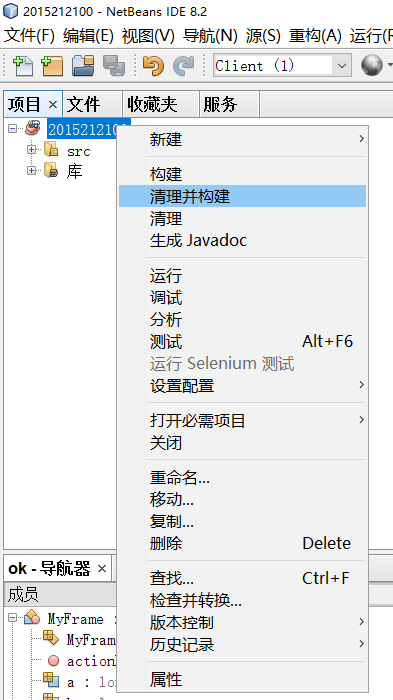 2015212100 - NetBeans IDE 8.2
文件(F) 编辑(E) 视图(V) 导航(N) 源(S) 重构(A) 运行(R
Client (1)
项目 × 文件 收藏夹 服务
2015212100
src
库
新建 >
构建
清理并构建
清理
生成 Javadoc
运行
调试
分析
测试 Alt+F6
运行 Selenium 测试
设置配置 >
打开必需项目 >
关闭
重命名...
移动...
复制...
删除 Delete
查找... Ctrl+F
检查并转换...
版本控制 >
历史记录 >
属性
ok - 导航器 ×
成员
MyFrame :
MyFram
action
a : lon